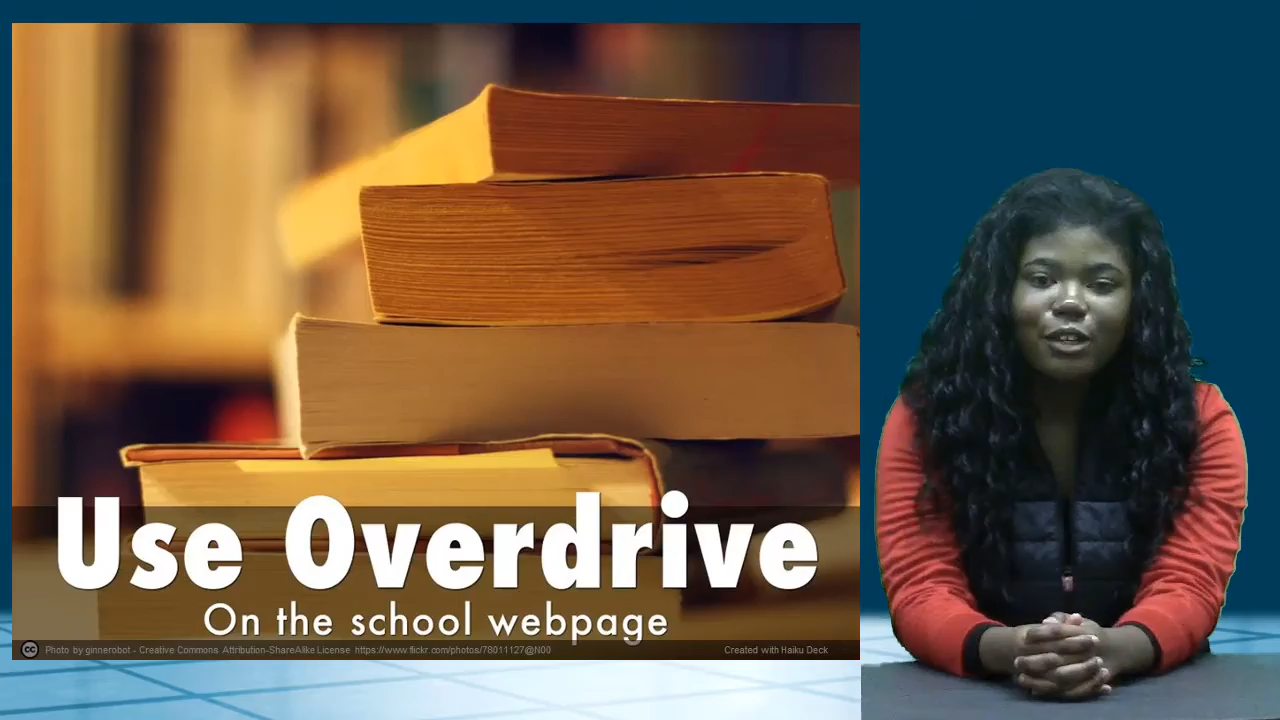 Use Overdrive
On the school webpage
cc Photo by ginnerobot - Creative Commons Attribution-ShareAlike License https://www.flickr.com/photos/78011127@N00 Created with Haiku Deck